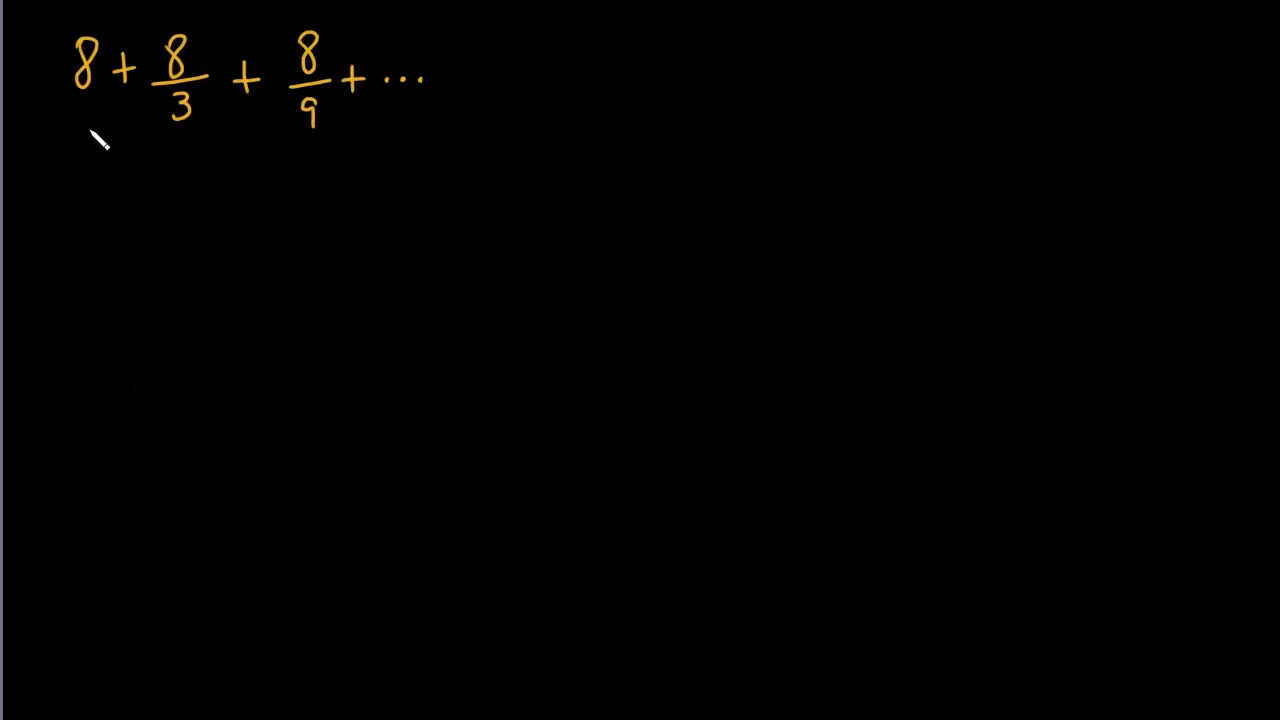 8 + 8/3 + 8/9 + ...